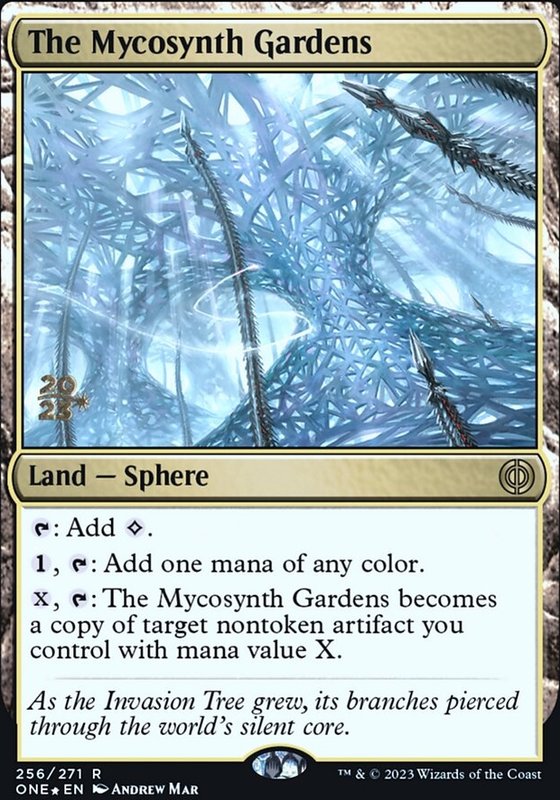 The Mycosynth Gardens
20
23
Land — Sphere
: Add .
1, : Add one mana of any color.
X, : The Mycosynth Gardens becomes
a copy of target nontoken artifact you
control with mana value X.
As the Invasion Tree grew, its branches pierced
through the world's silent core.
256/271 R
ONE★EN Andrew Mar
™ & © 2023 Wizards of the Coast